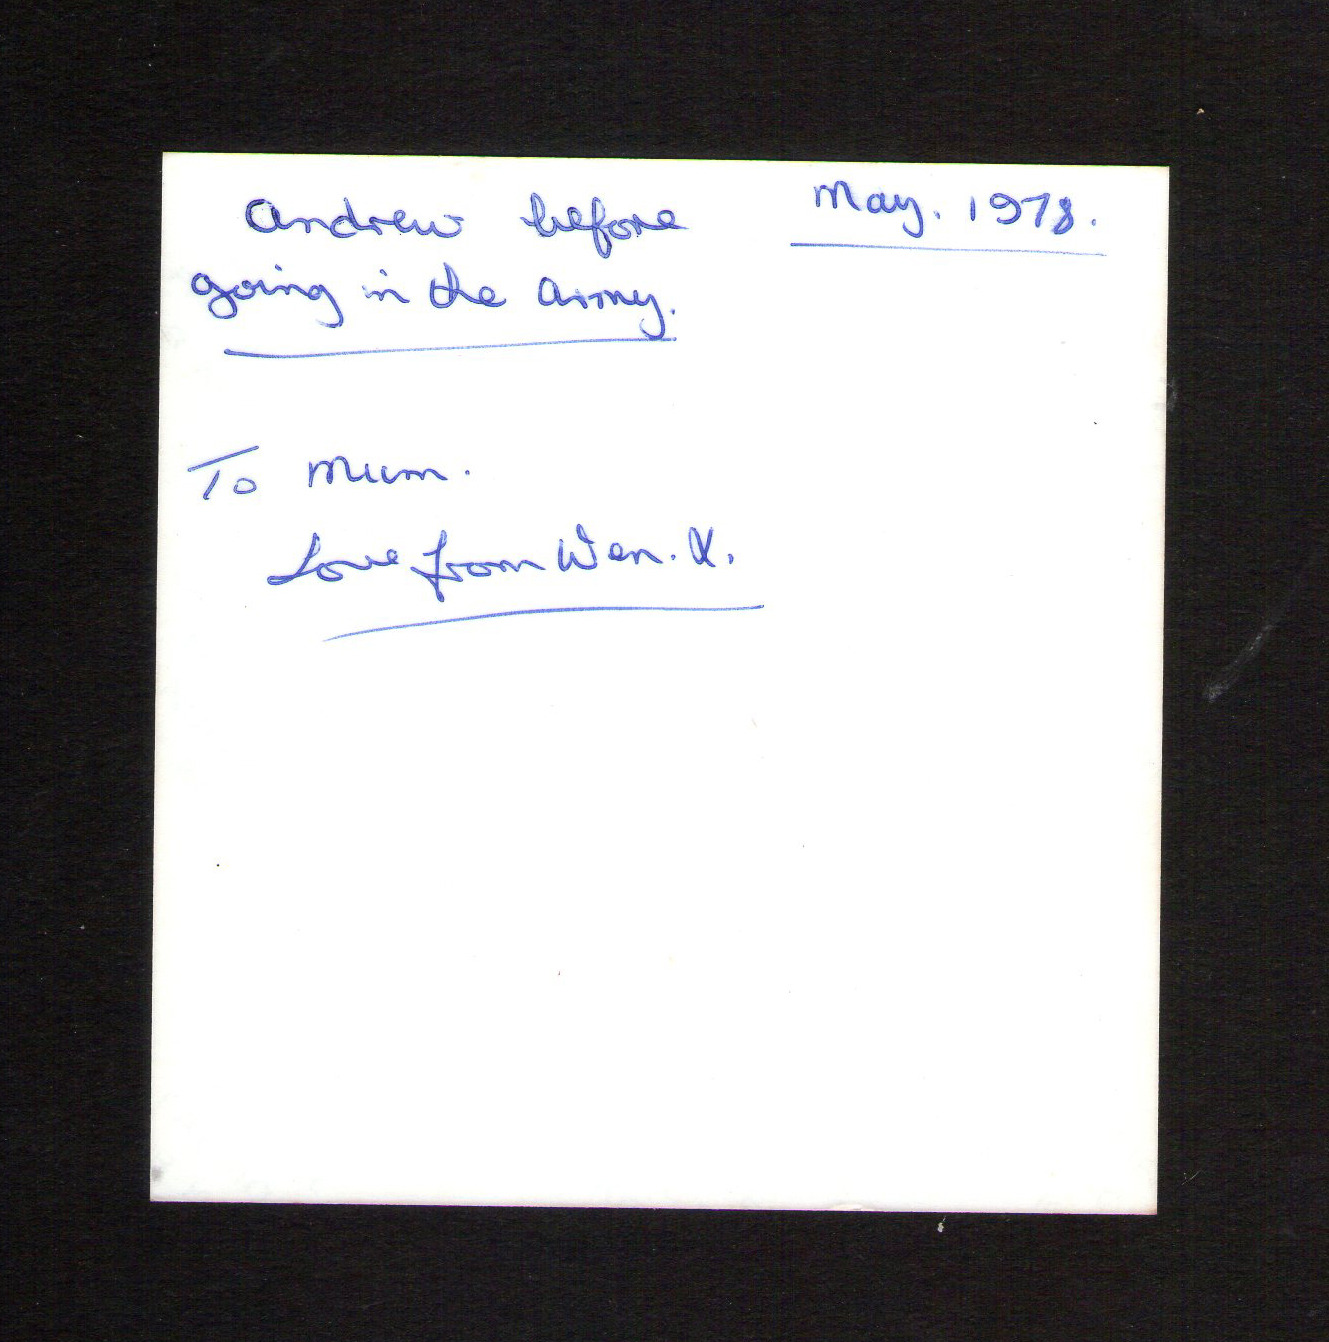 Andrew before
May. 1978.
going in the army.
To Mum.
Love from Wen. X.